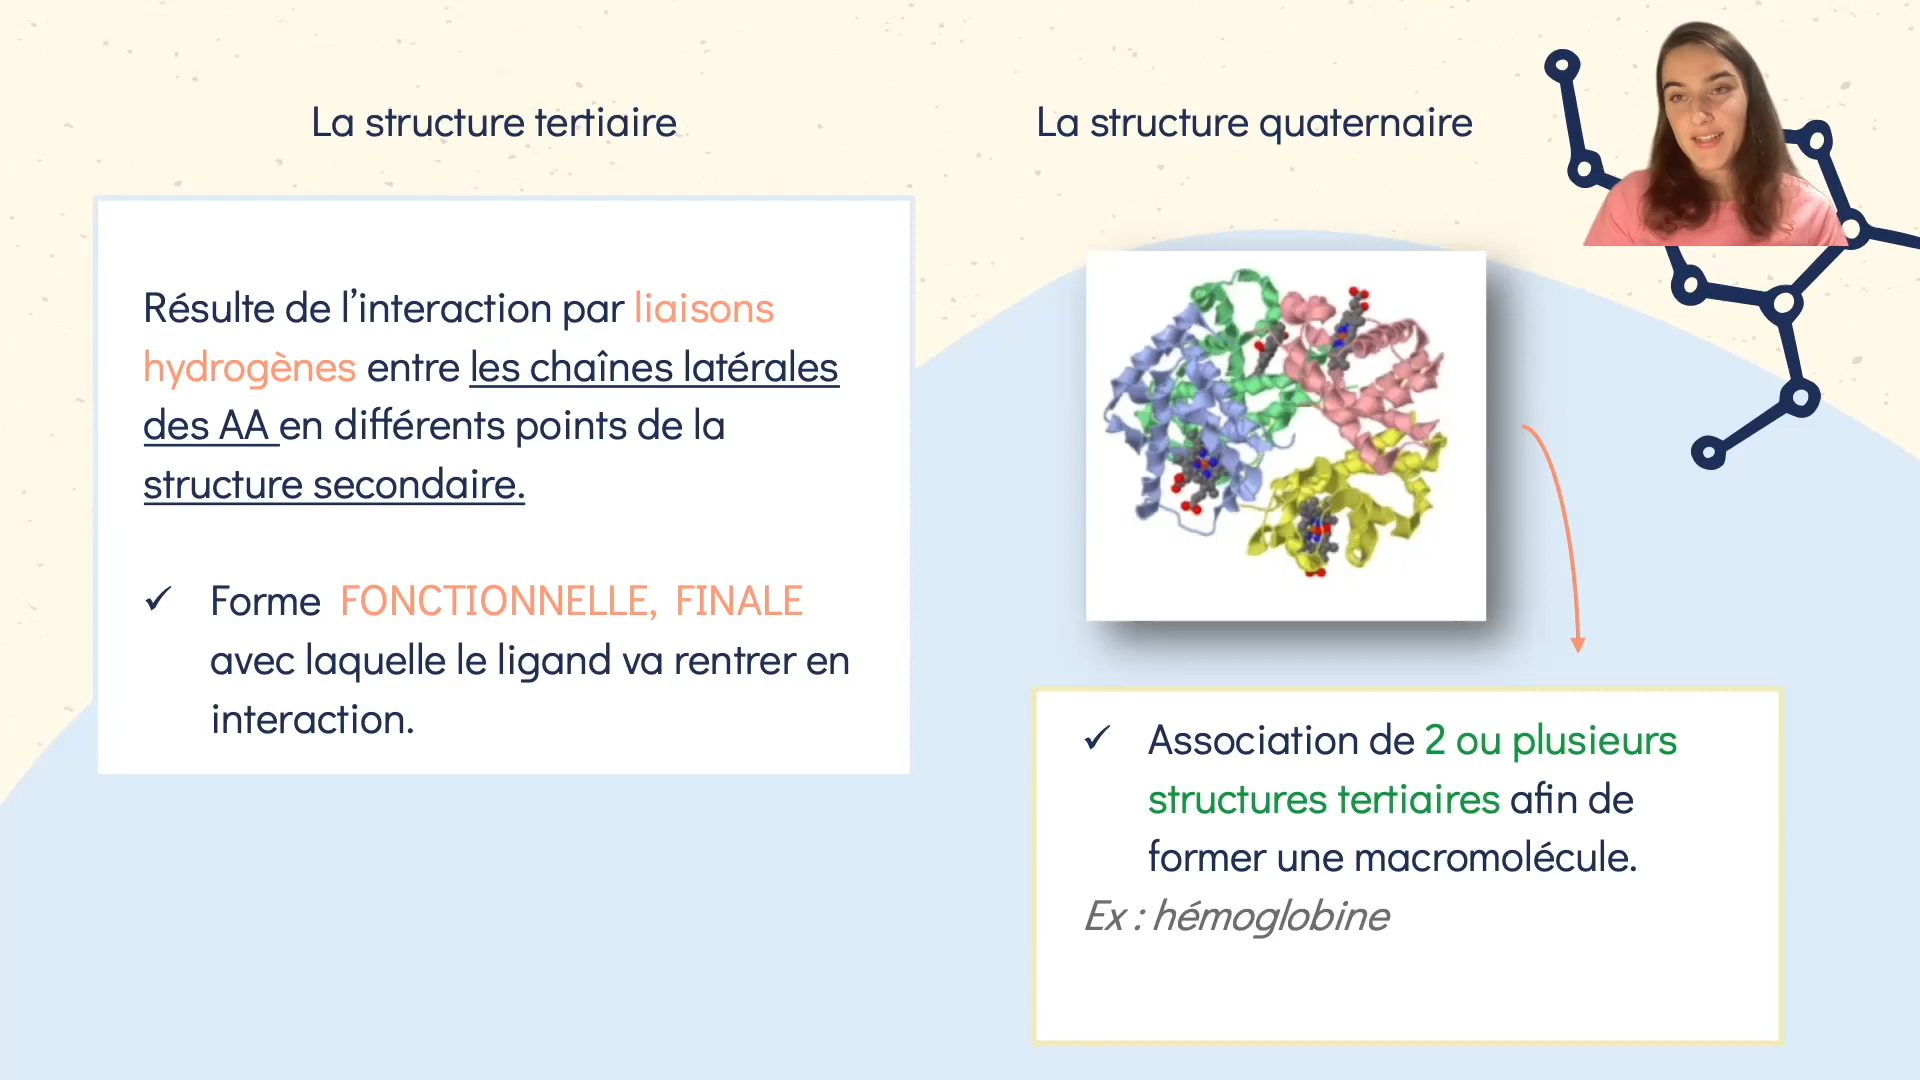 La structure tertiaire
Résulte de l’interaction par liaisons
hydrogènes entre les chaînes latérales
des AA en différents points de la
structure secondaire.
✓ Forme FONCTIONNELLE, FINALE
avec laquelle le ligand va rentrer en
interaction.
La structure quaternaire
✓ Association de 2 ou plusieurs
structures tertiaires afin de
former une macromolécule.
Ex : hémoglobine